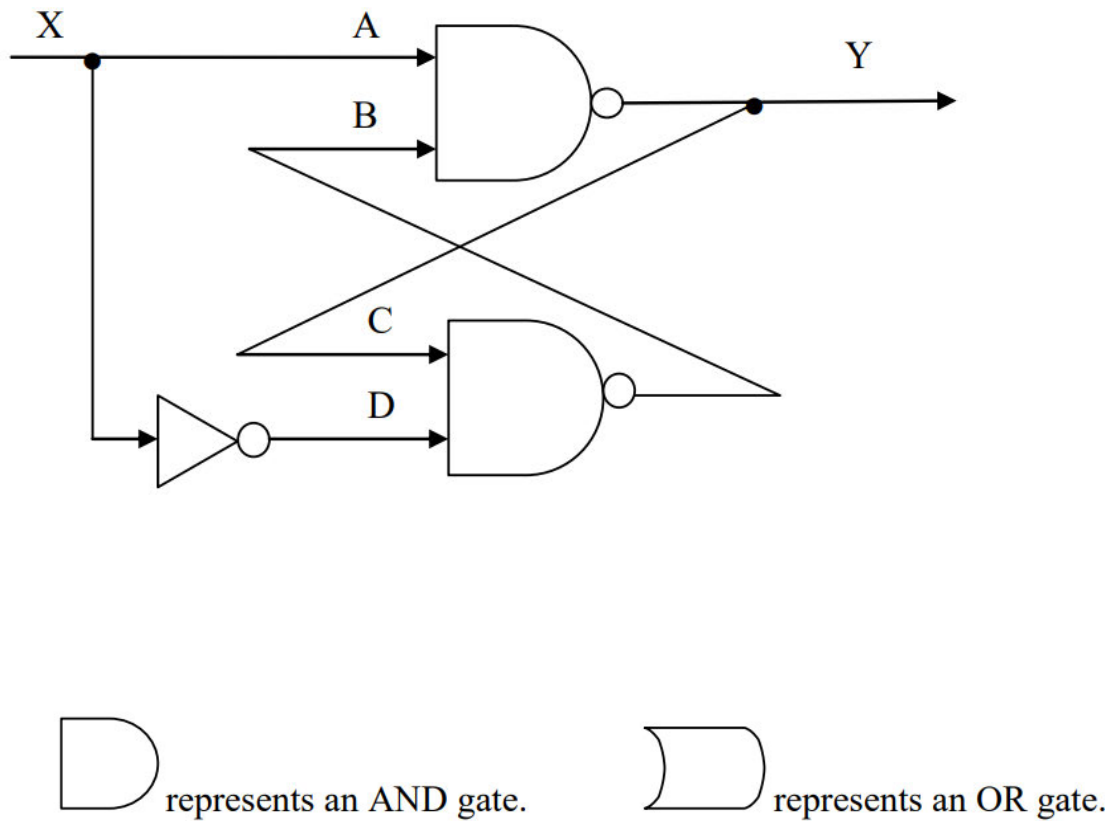 X
A
Y
B
C
D
represents an AND gate.
represents an OR gate.